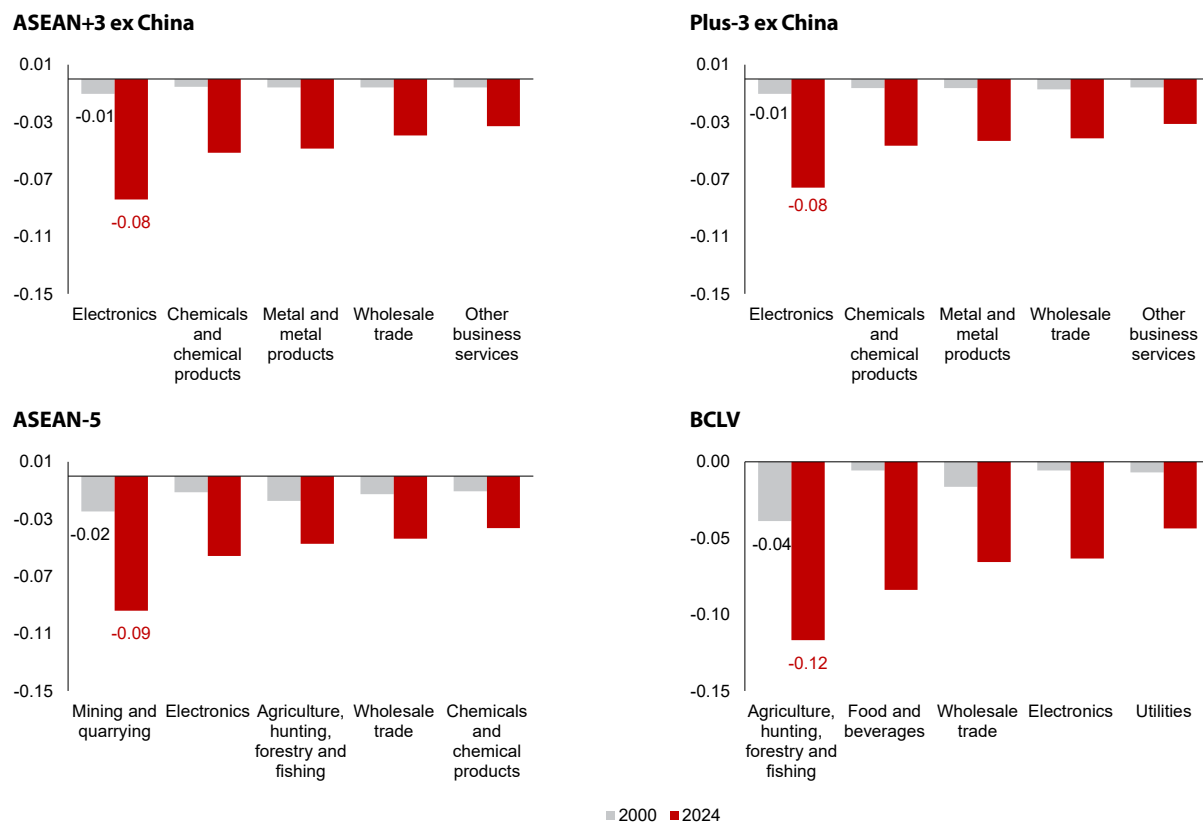 ASEAN+3 ex China
0.01
-0.03
-0.07
-0.11
-0.15
-0.01
-0.08
Electronics
Chemicals
and
chemical
products
Metal and
metal
products
Wholesale
trade
Other
business
services
Plus-3 ex China
0.01
-0.03
-0.07
-0.11
-0.15
-0.01
-0.08
Electronics
Chemicals
and
chemical
products
Metal and
metal
products
Wholesale
trade
Other
business
services
ASEAN-5
0.01
-0.03
-0.07
-0.11
-0.15
-0.02
-0.09
Mining and
quarrying
Electronics
Agriculture,
hunting,
forestry and
fishing
Wholesale
trade
Chemicals
and
chemical
products
BCLV
0.00
-0.05
-0.10
-0.15
-0.04
-0.12
Agriculture,
hunting,
forestry and
fishing
Food and
beverages
Wholesale
trade
Electronics
Utilities
2000
2024